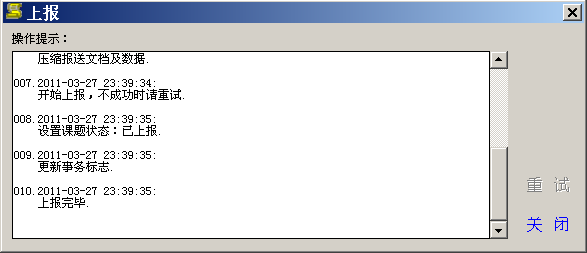 上报
操作提示：
压缩报送文档及数据.
007.2011-03-27 23:39:34:
开始上报，不成功时请重试.
008.2011-03-27 23:39:35:
设置课题状态：已上报.
009.2011-03-27 23:39:35:
更新事务标志.
010.2011-03-27 23:39:35:
上报完毕.
重 试
关 闭